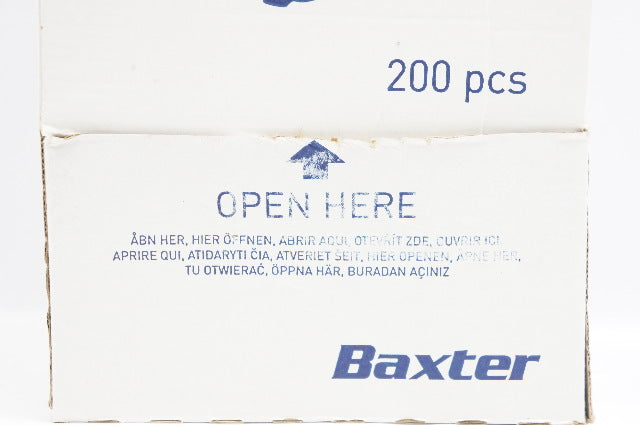 200 pcs
OPEN HERE
ÅBN HER, HIER ÖFFNEN, ABRIR AQUI, OTEVŘÍT ZDE, OUVRIR ICI
APRIRE QUI, ATIDARYTI ČIA, ATVERIET ŠEIT, HIER OPENEN, ÅPNE HER,
TU OTWIERAĆ, ÖPPNA HÄR, BURADAN AÇINIZ
Baxter